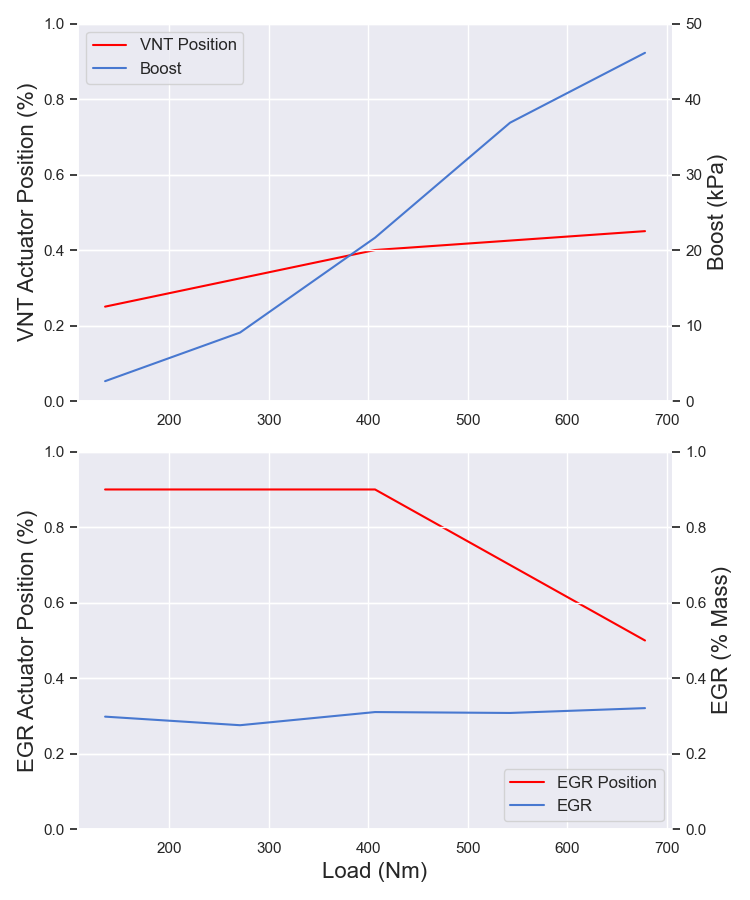 VNT Position
Boost
VNT Actuator Position (%)
1.0
0.8
0.6
0.4
0.2
0.0
50
40
30
20
10
0
Boost (kPa)
200 300 400 500 600 700
EGR Actuator Position (%)
1.0
0.8
0.6
0.4
0.2
0.0
1.0
0.8
0.6
0.4
0.2
0.0
EGR (% Mass)
EGR Position
EGR
200 300 400 500 600 700
Load (Nm)